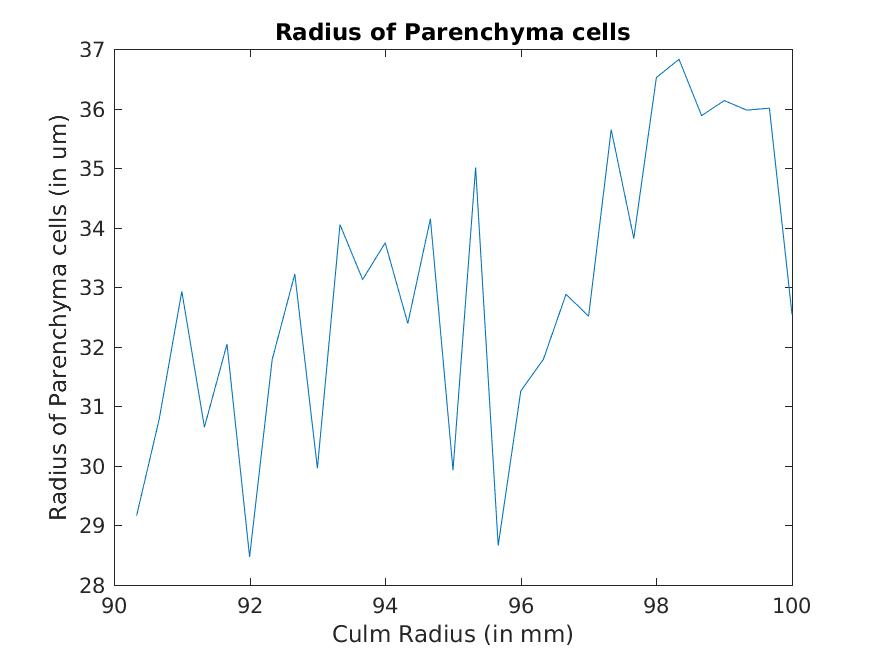 Radius of Parenchyma cells
37
36
35
34
33
32
31
30
29
28
Radius of Parenchyma cells (in um)
90 92 94 96 98 100
Culm Radius (in mm)